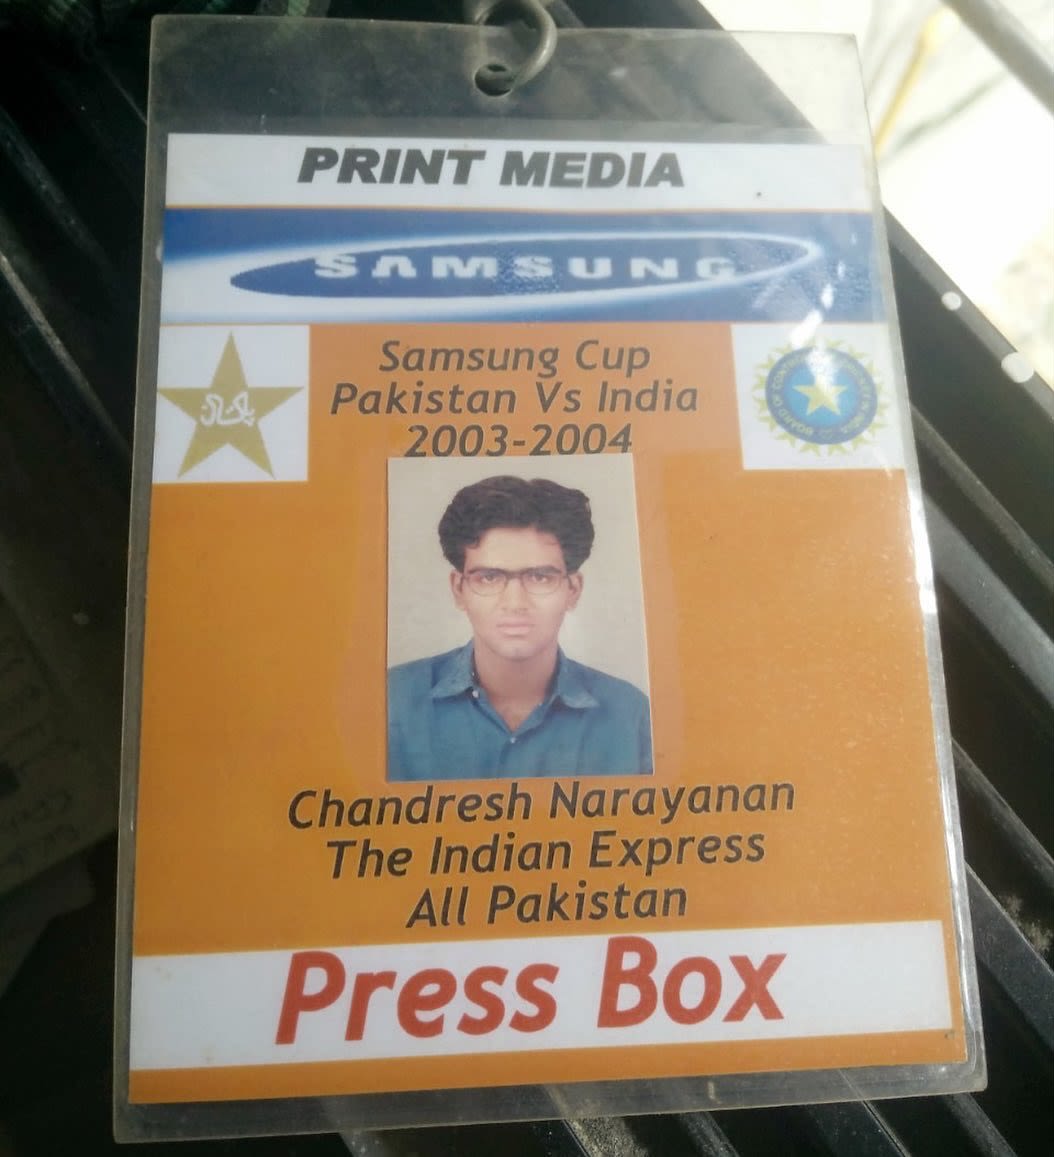 PRINT MEDIA
SAMSUNG
Samsung Cup
Pakistan Vs India
2003-2004
پاکستان
Chandresh Narayanan
The Indian Express
All Pakistan
Press Box